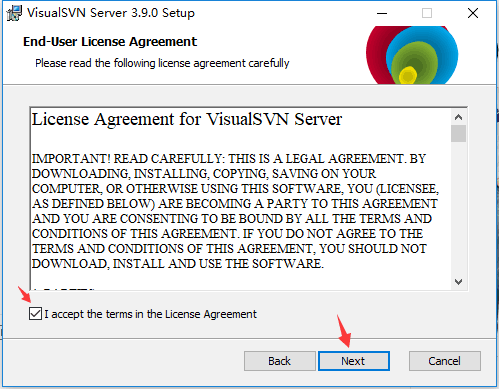 VisualSVN Server 3.9.0 Setup
End-User License Agreement
Please read the following license agreement carefully
License Agreement for VisualSVN Server
IMPORTANT! READ CAREFULLY: THIS IS A LEGAL AGREEMENT. BY
DOWNLOADING, INSTALLING, COPYING, SAVING ON YOUR
COMPUTER, OR OTHERWISE USING THIS SOFTWARE, YOU (LICENSEE,
AS DEFINED BELOW) ARE BECOMING A PARTY TO THIS AGREEMENT
AND YOU ARE CONSENTING TO BE BOUND BY ALL THE TERMS AND
CONDITIONS OF THIS AGREEMENT. IF YOU DO NOT AGREE TO THE
TERMS AND CONDITIONS OF THIS AGREEMENT, YOU SHOULD NOT
DOWNLOAD, INSTALL AND USE THE SOFTWARE.
I accept the terms in the License Agreement
Back
Next
Cancel